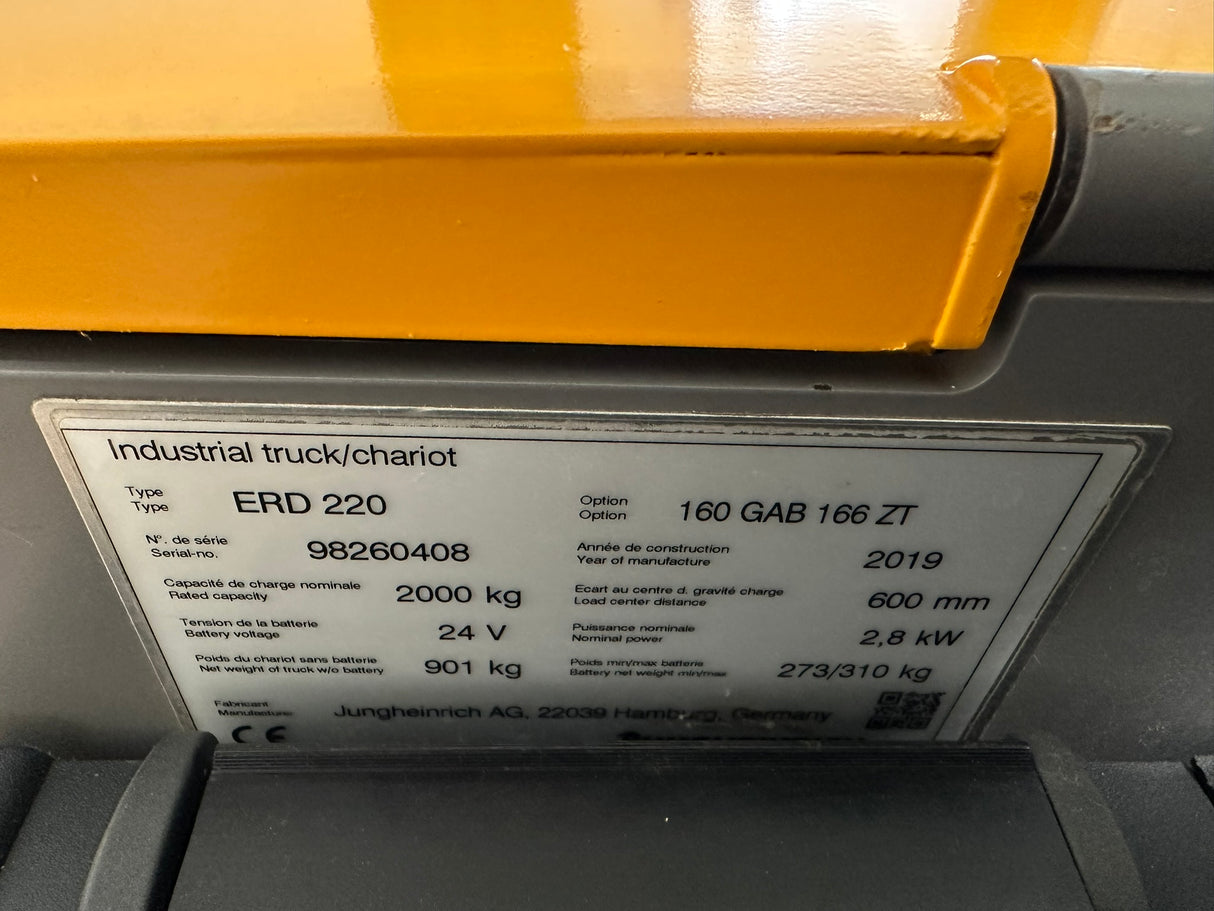 Industrial truck/chariot
Type ERD 220 Option 160 GAB 166 ZT
Type Option
N°. de série 98260408 Année de construction 2019
Serial-no. Year of manufacture
Capacité de charge nominale 2000 kg Ecart au centre d. gravité charge 600 mm
Rated capacity Load center distance
Tension de la batterie 24 V Puissance nominale 2,8 kW
Battery voltage Nominal power
Poids du chariot sans batterie 901 kg Poids min/max batterie 273/310 kg
Net weight of truck w/o battery Battery net weight min/max
Fabricant Jungheinrich AG, 22039 Hamburg, Germany
Manufacturer
CE